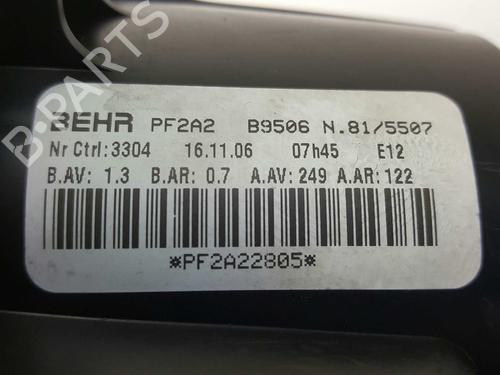 B-PARTS
BEHR PF2A2 B9506 N.81/5507
Nr Ctrl:3304 16.11.06 07h45 E12
B.AV: 1.3 B.AR: 0.7 A.AV: 249 A.AR: 122
*PF2A22805*